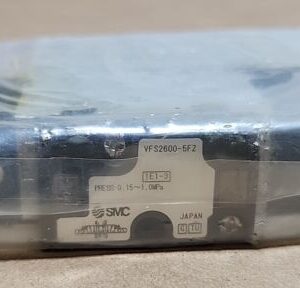 VFS2600-5FZ
1E1-3
PRESS 0.15~1.0MPa
SMC
JAPAN